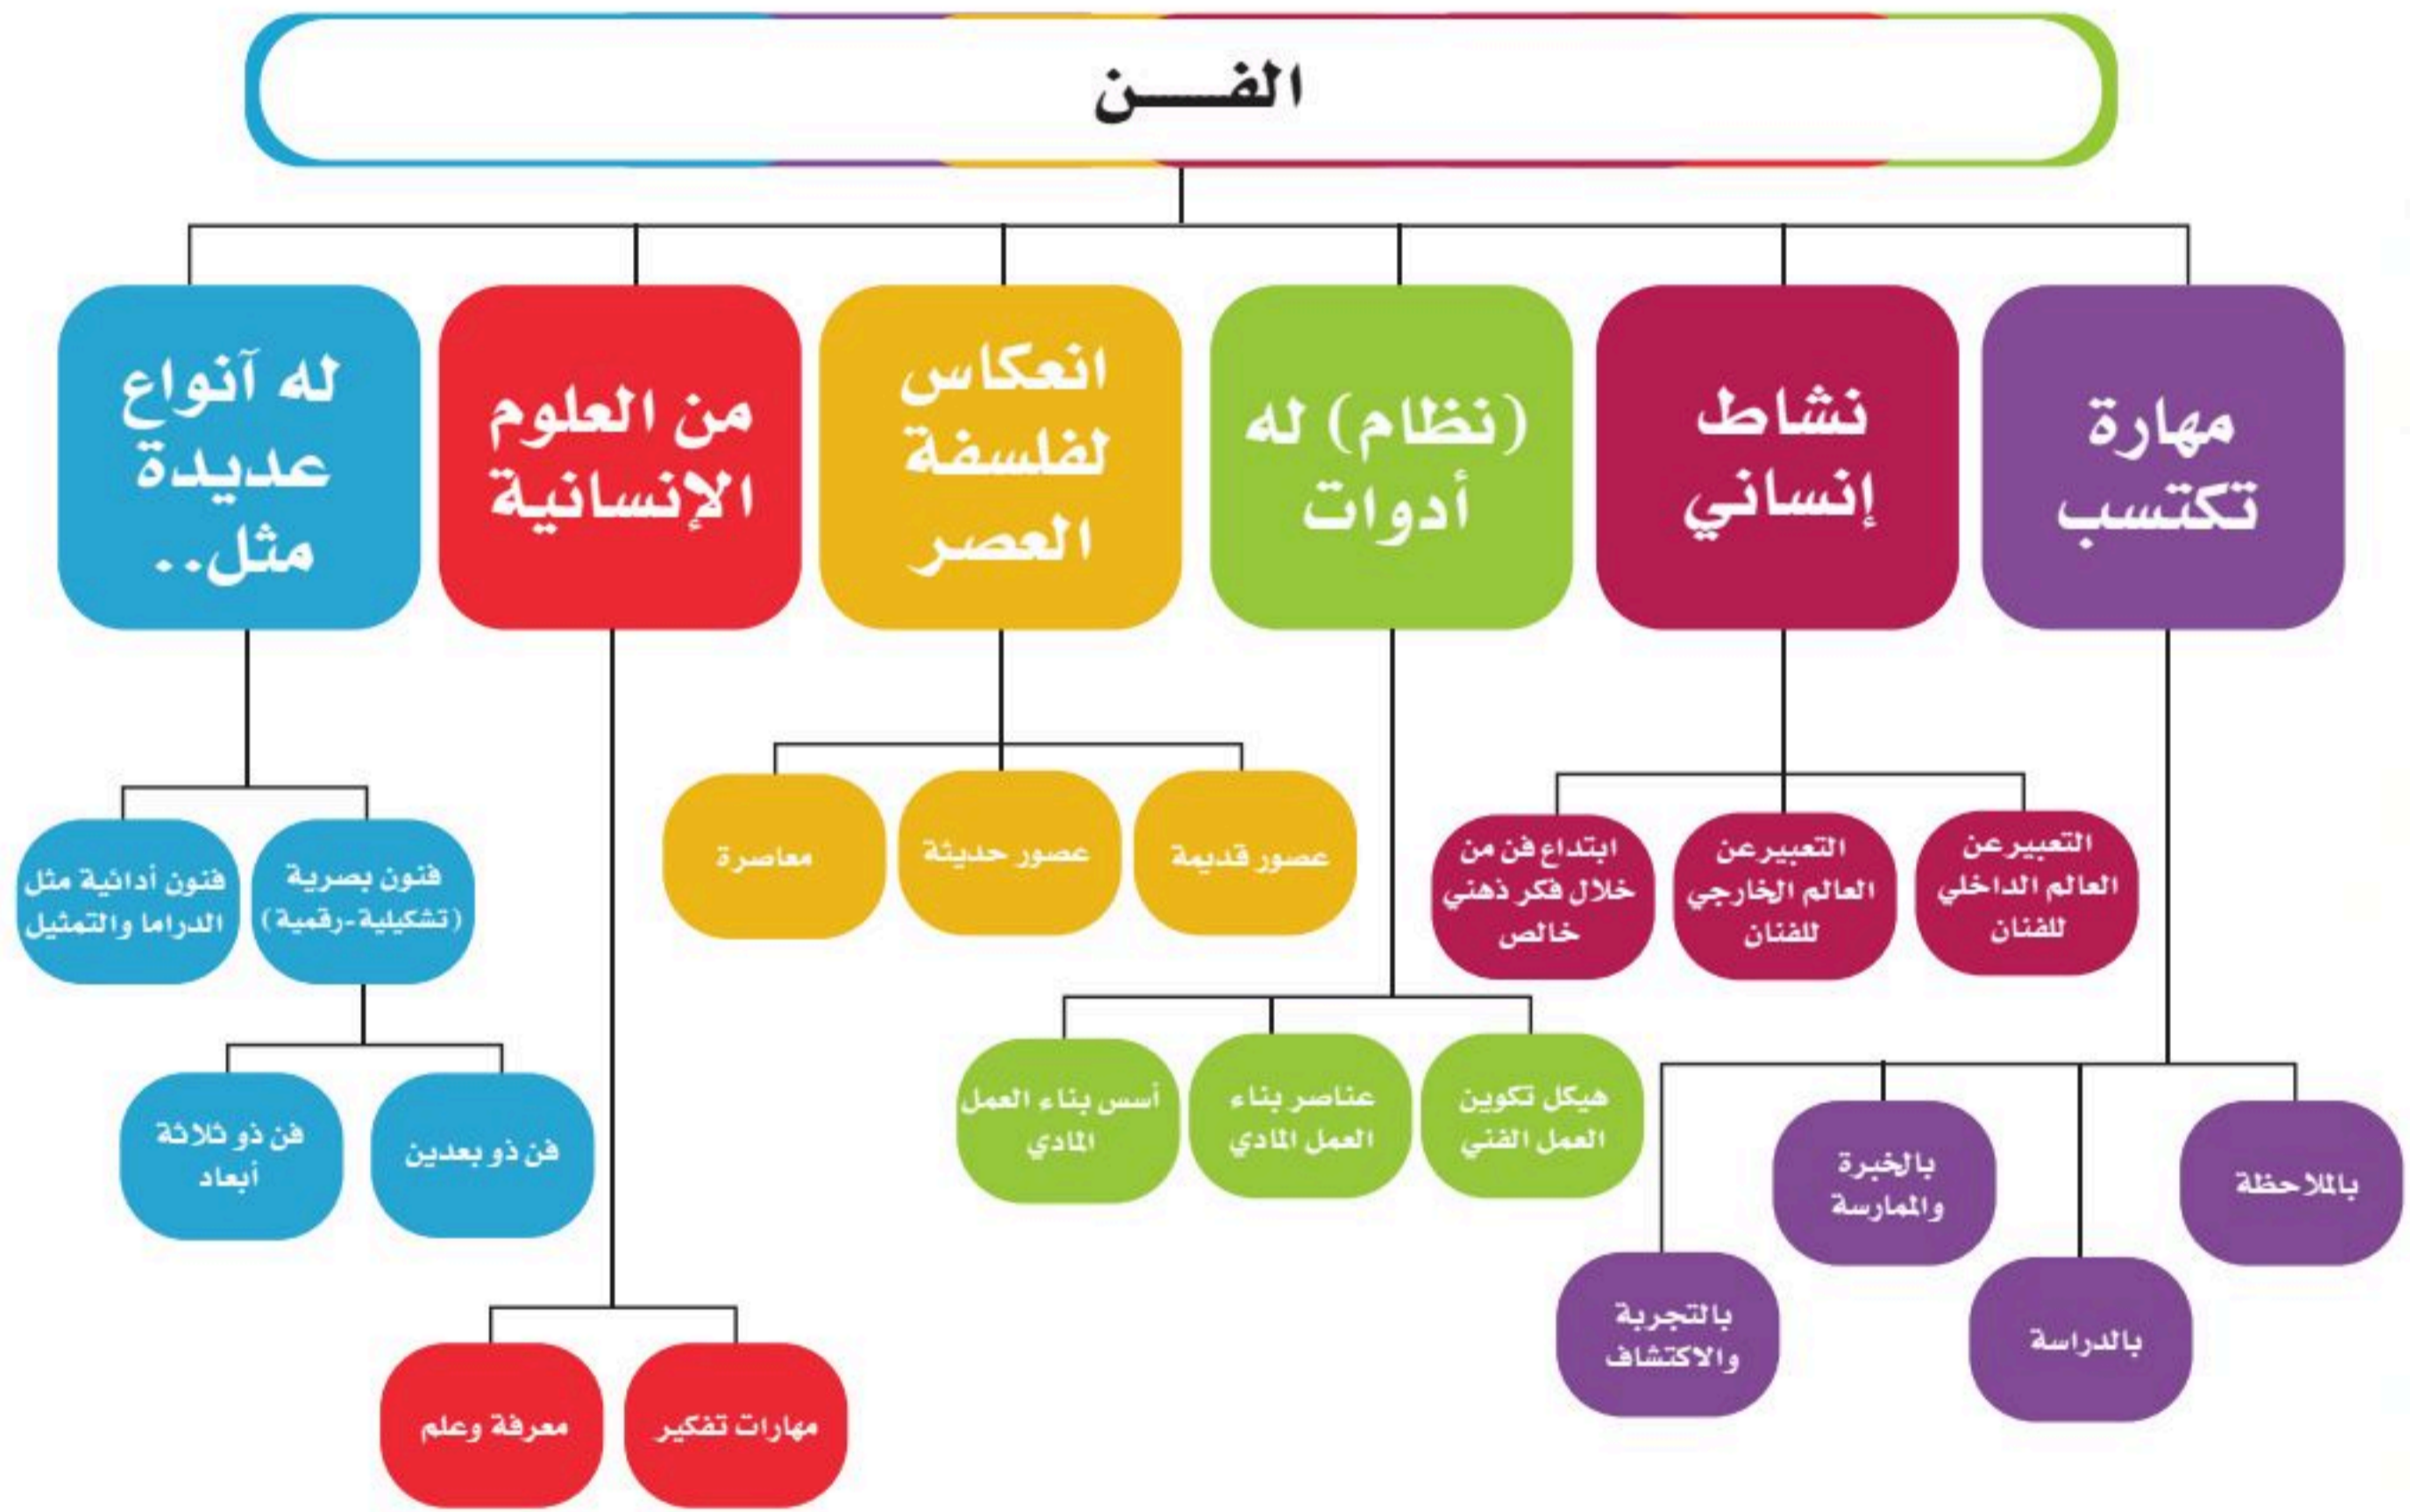 الفن
مهارة
تكتسب
نشاط
إنساني
(نظام) له
أدوات
انعكاس
لفلسفة
العصر
من العلوم
الإنسانية
له آنواع
عديدة
مثل..
التعبير عن
العالم الداخلي
للفنان
التعبير عن
العالم الخارجي
للفنان
ابتداع فن من
خلال فكر ذهني
خالص
عصور قديمة
عصور حديثة
معاصرة
فنون بصرية
(تشكيلية-رقمية)
فنون أدائية مثل
الدراما والتمثيل
هيكل تكوين
العمل الفني
عناصر بناء
العمل المادي
أسس بناء العمل
المادي
فن ذو بعدين
فن ذو ثلاثة
أبعاد
بالملاحظة
بالخبرة
والممارسة
بالدراسة
بالتجربة
والاكتشاف
مهارات تفكير
معرفة وعلم